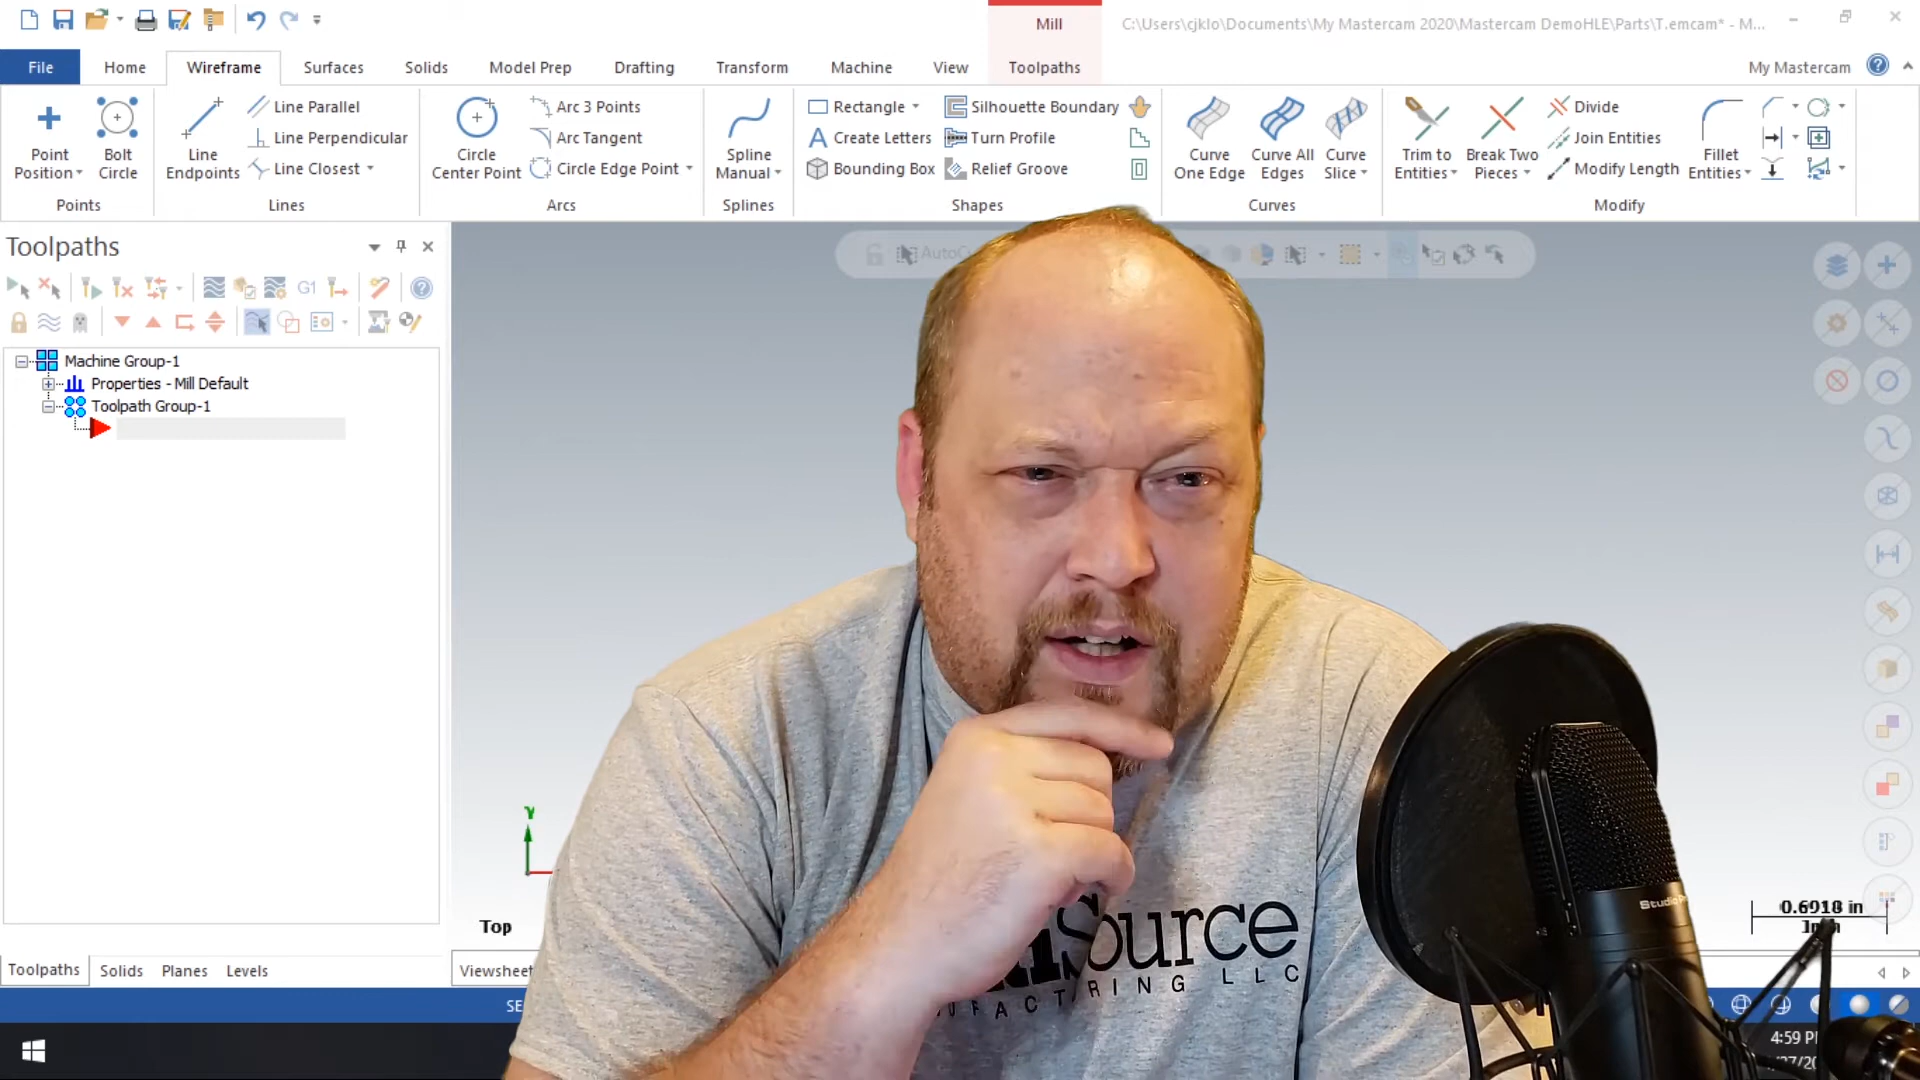 Mill
C:\Users\cjklo\Documents\My Mastercam 2020\Mastercam DemoHLE\Parts\T.emcam* - M...
File Home Wireframe Surfaces Solids Model Prep Drafting Transform Machine View Toolpaths My Mastercam
Point Position
Bolt Circle
Points
Line Endpoints
Line Parallel
Line Perpendicular
Line Closest
Lines
Circle Center Point
Arc 3 Points
Arc Tangent
Circle Edge Point
Arcs
Spline Manual
Splines
Rectangle
Create Letters
Bounding Box
Silhouette Boundary
Turn Profile
Relief Groove
Shapes
Curve One Edge
Curve All Edges
Curve Slice
Curves
Trim to Entities
Break Two Pieces
Divide
Join Entities
Modify Length
Fillet Entities
Modify
Toolpaths
G1
Machine Group-1
Properties - Mill Default
Toolpath Group-1
AutoC
Y
Top
Source
RING LLC
Studio
0.6918 in
Toolpaths Solids Planes Levels
Viewsheet
SE
4:59 P